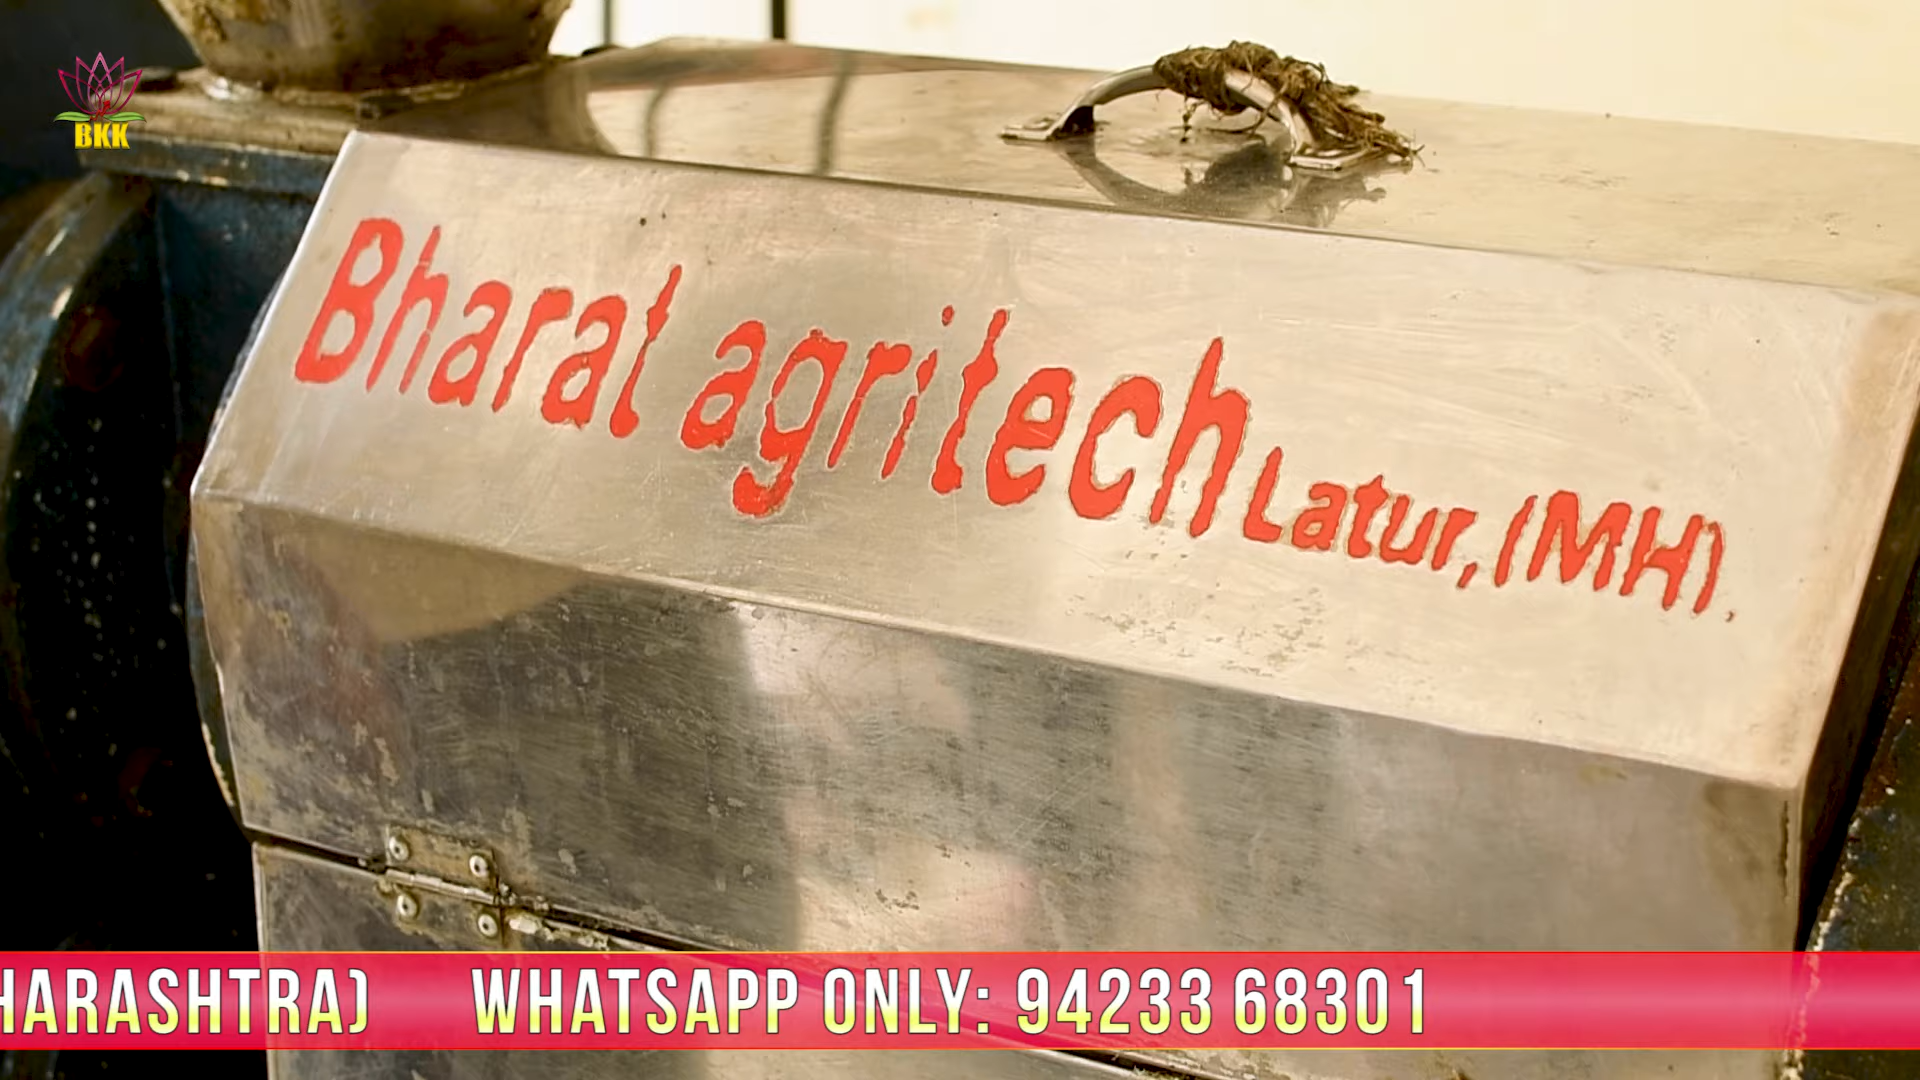 BKK
Bharat agritech Latur, (MH).
HARASHTRA) WHATSAPP ONLY: 94233 68301